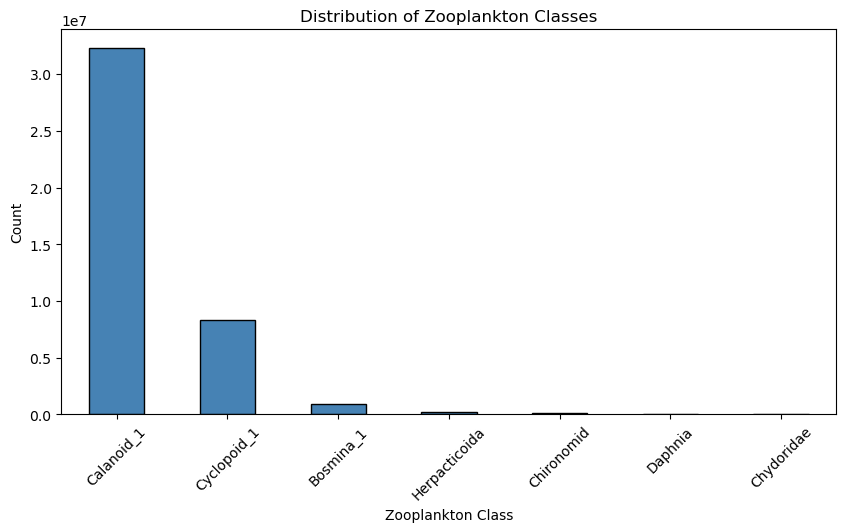 Distribution of Zooplankton Classes
1e7
3.0
2.5
2.0
1.5
1.0
0.5
0.0
Count
Calanoid_1
Cyclopoid_1
Bosmina_1
Herpacticoida
Chironomid
Daphnia
Chydoridae
Zooplankton Class